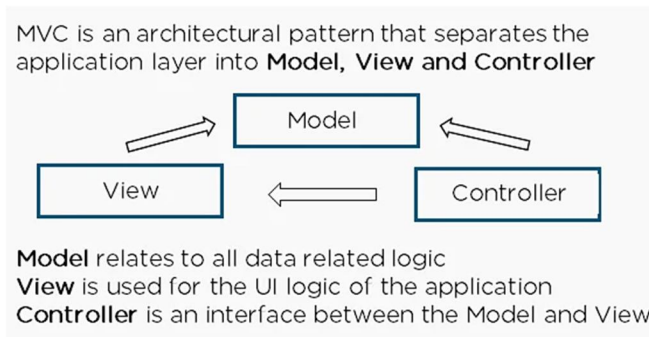 MVC is an architectural pattern that separates the
application layer into Model, View and Controller
Model
View
Controller
Model relates to all data related logic
View is used for the UI logic of the application
Controller is an interface between the Model and View